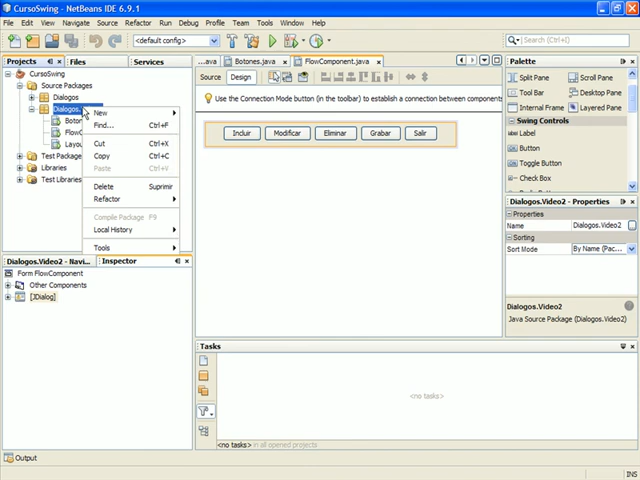 CursoSwing - NetBeans IDE 6.9.1
File Edit View Navigate Source Refactor Run Debug Profile Team Tools Window Help
<default config>
Search (Ctrl+I)
Projects Files Services
...ava Botones.java FlowComponent.java
Palette
CursoSwing
Source Packages
Dialogos
Dialogos.
Test Package
Libraries
Test Libraries
New
Find... Ctrl+F
Cut Ctrl+X
Copy Ctrl+C
Paste Ctrl+V
Delete Suprimir
Refactor
Compile Package F9
Local History
Tools
Source Design
Use the Connection Mode button (in the toolbar) to establish a connection between components
Incluir Modificar Eliminar Grabar Salir
Split Pane Scroll Pane
Tool Bar Desktop Pane
Internal Frame Layered Pane
Swing Controls
Label
Button
Toggle Button
Check Box
Dialogos.Video2 - Properties
Properties
Name Dialogos.Video2
Sorting
Sort Mode By Name (Pac...
Dialogos.Video2
Java Source Package (Dialogos.Video2)
Dialogos.Video2 - Navi... Inspector
Form FlowComponent
Other Components
[JDialog]
Tasks
<no tasks>
<no tasks> in all opened projects
Output
INS